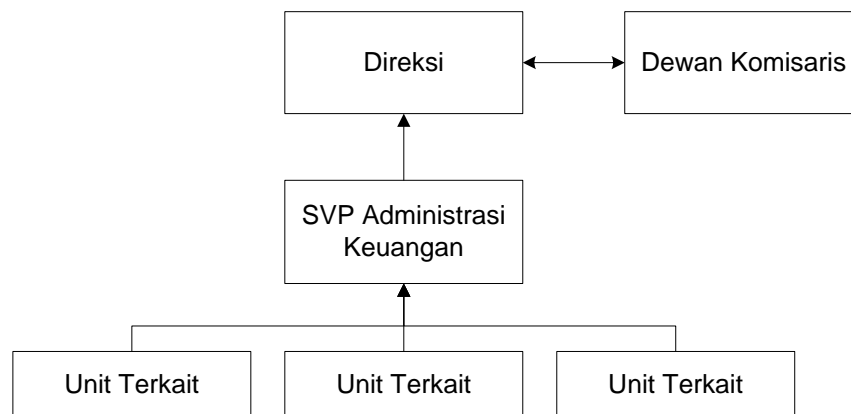 Direksi
Dewan Komisaris
SVP Administrasi
Keuangan
Unit Terkait
Unit Terkait
Unit Terkait